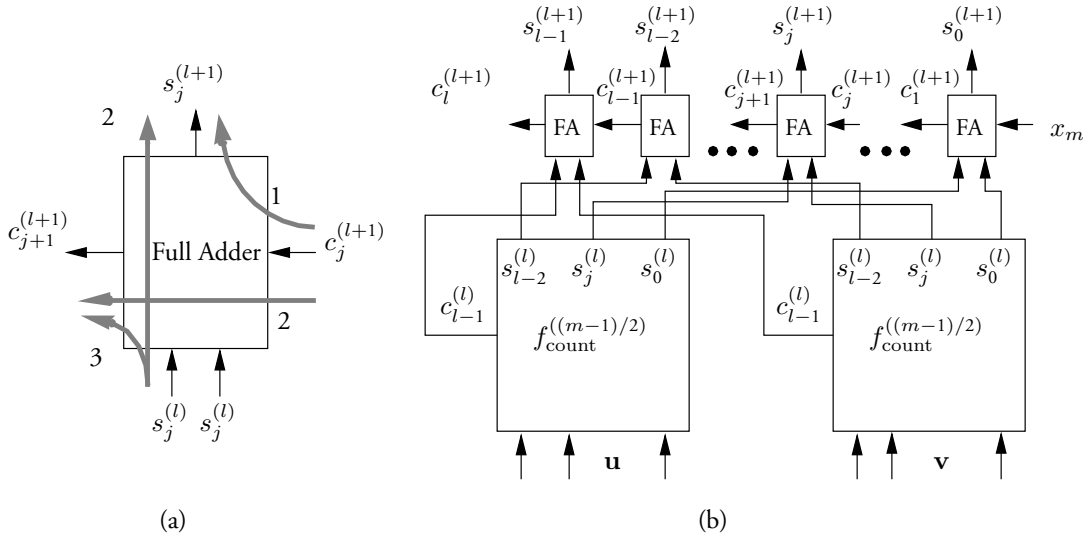 s_j^{(l+1)}
2
1
c_{j+1}^{(l+1)} Full Adder c_j^{(l+1)}
2
3
s_j^{(l)} s_j^{(l)}
(a)
s_{l-1}^{(l+1)} s_{l-2}^{(l+1)} s_j^{(l+1)} s_0^{(l+1)}
c_l^{(l+1)} c_{l-1}^{(l+1)} c_{j+1}^{(l+1)} c_j^{(l+1)} c_1^{(l+1)}
FA FA FA FA x_m
s_{l-2}^{(l)} s_j^{(l)} s_0^{(l)} s_{l-2}^{(l)} s_j^{(l)} s_0^{(l)}
c_{l-1}^{(l)} c_{l-1}^{(l)}
f_{count}^{((m-1)/2)} f_{count}^{((m-1)/2)}
u v
(b)